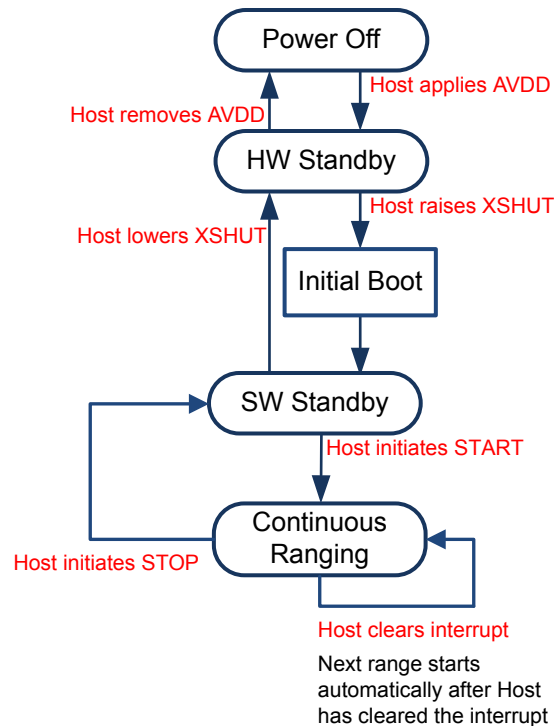 Power Off
Host applies AVDD
Host removes AVDD
HW Standby
Host raises XSHUT
Host lowers XSHUT
Initial Boot
SW Standby
Host initiates START
Continuous
Ranging
Host initiates STOP
Host clears interrupt
Next range starts
automatically after Host
has cleared the interrupt